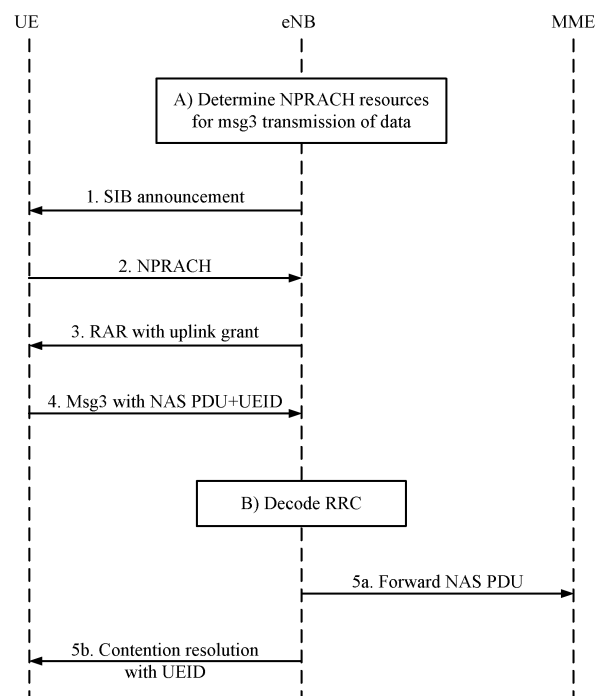 UE
eNB
MME
A) Determine NPRACH resources
for msg3 transmission of data
1. SIB announcement
2. NPRACH
3. RAR with uplink grant
4. Msg3 with NAS PDU+UEID
B) Decode RRC
5a. Forward NAS PDU
5b. Contention resolution
with UEID